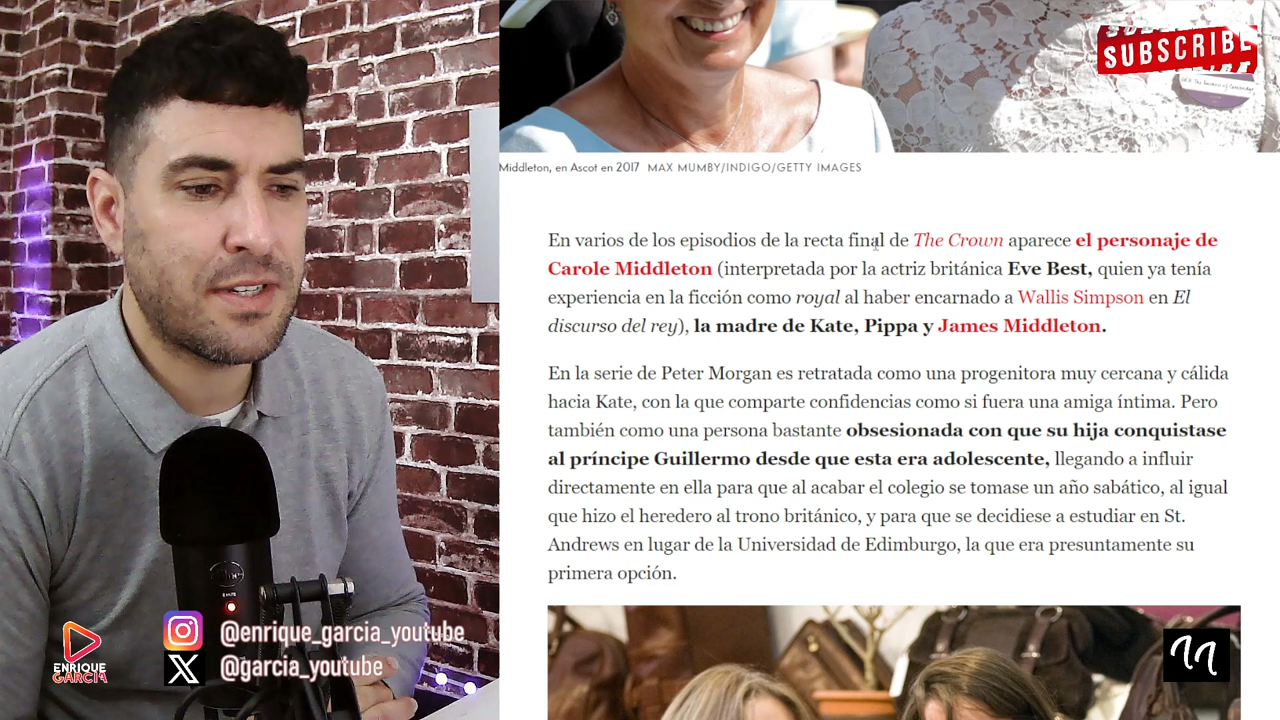 SUBSCRIBE
Middleton, en Ascot en 2017 MAX MUMBY/INDIGO/GETTY IMAGES
En varios de los episodios de la recta final de The Crown aparece el personaje de
Carole Middleton (interpretada por la actriz británica Eve Best, quien ya tenía
experiencia en la ficción como royal al haber encarnado a Wallis Simpson en El
discurso del rey), la madre de Kate, Pippa y James Middleton.
En la serie de Peter Morgan es retratada como una progenitora muy cercana y cálida
hacia Kate, con la que comparte confidencias como si fuera una amiga íntima. Pero
también como una persona bastante obsesionada con que su hija conquistase
al príncipe Guillermo desde que esta era adolescente, llegando a influir
directamente en ella para que al acabar el colegio se tomase un año sabático, al igual
que hizo el heredero al trono británico, y para que se decidiese a estudiar en St.
Andrews en lugar de la Universidad de Edimburgo, la que era presuntamente su
primera opción.
@enrique_garcia_youtube
@garcia_youtube
ENRIQUE
GARCIA